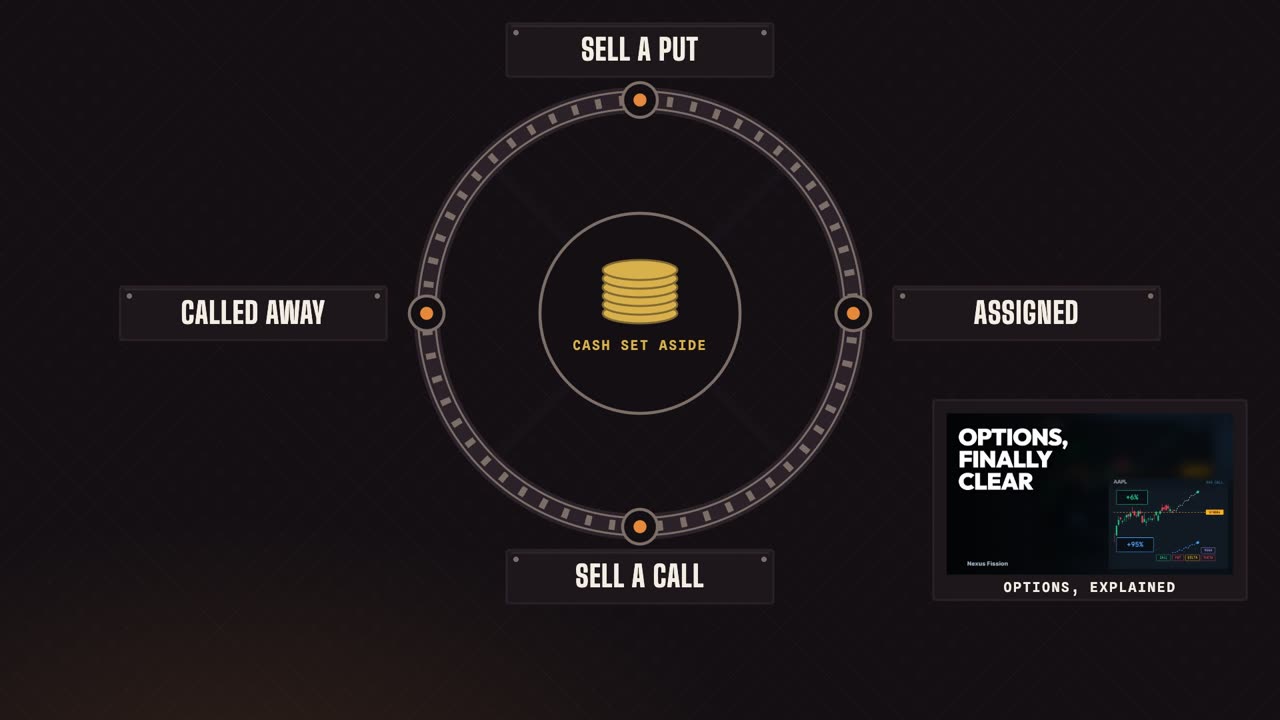 SELL A PUT
CALLED AWAY
CASH SET ASIDE
ASSIGNED
SELL A CALL
OPTIONS,
FINALLY
CLEAR
AAPL
+6%
+95%
Nexus Fission
OPTIONS, EXPLAINED